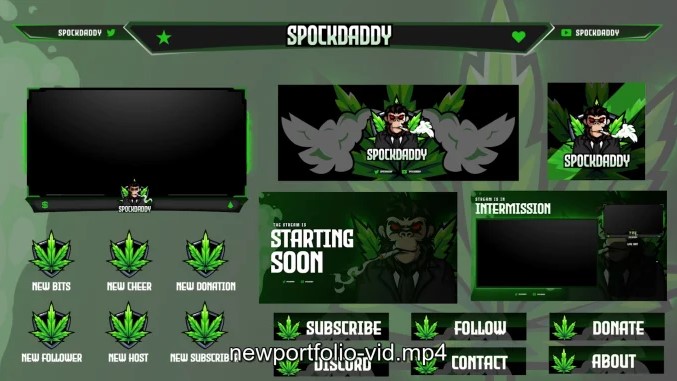 SPOCKDADDY
SPOCKDADDY
SPOCKDADDY
SPOCKDADDY
SPOCKDADDY
$
SPOCKDADDY
THE STREAM IS
STARTING
SOON
STREAM IS IN
INTERMISSION
NEW BITS
NEW CHEER
NEW DONATION
NEW FOLLOWER
NEW HOST
NEW SUBSCRIBER
SUBSCRIBE
FOLLOW
DONATE
DISCORD
CONTACT
ABOUT
newportfolio-vid.mp4